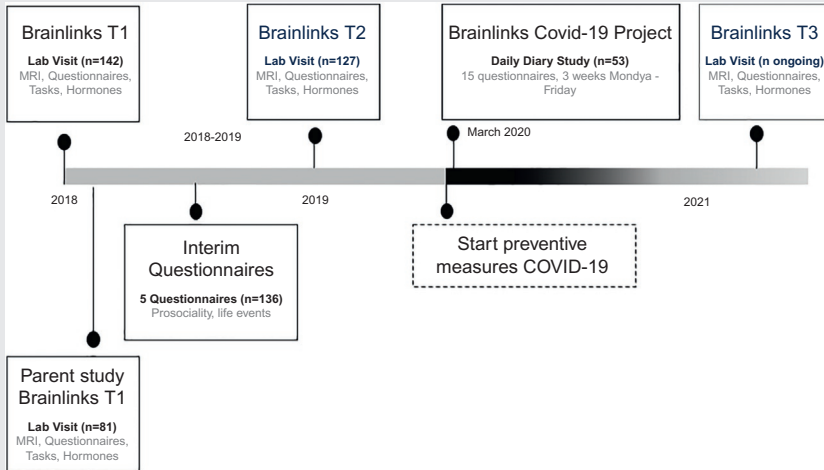 Brainlinks T1
Lab Visit (n=142)
MRI, Questionnaires,
Tasks, Hormones
Brainlinks T2
Lab Visit (n=127)
MRI, Questionnaires,
Tasks, Hormones
Brainlinks Covid-19 Project
Daily Diary Study (n=53)
15 questionnaires, 3 weeks Mondya -
Friday
Brainlinks T3
Lab Visit (n ongoing)
MRI, Questionnaires,
Tasks, Hormones
2018-2019
March 2020
2018
2019
2021
Interim
Questionnaires
5 Questionnaires (n=136)
Prosociality, life events
Start preventive
measures COVID-19
Parent study
Brainlinks T1
Lab Visit (n=81)
MRI, Questionnaires,
Tasks, Hormones